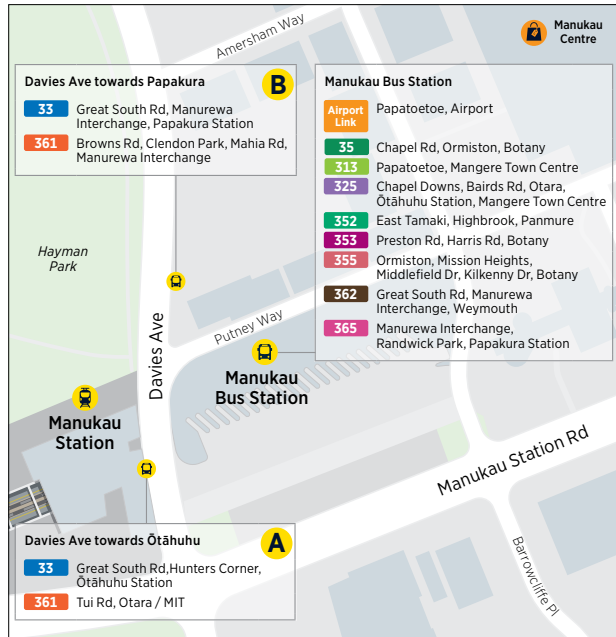 Amersham Way
Manukau
Centre
Davies Ave towards Papakura
B
33
Great South Rd, Manurewa
Interchange, Papakura Station
361
Browns Rd, Clendon Park, Mahia Rd,
Manurewa Interchange
Manukau Bus Station
Airport
Link
Papatoetoe, Airport
35
Chapel Rd, Ormiston, Botany
313
Papatoetoe, Mangere Town Centre
325
Chapel Downs, Bairds Rd, Otara,
Ōtāhuhu Station, Mangere Town Centre
352
East Tamaki, Highbrook, Panmure
353
Preston Rd, Harris Rd, Botany
355
Ormiston, Mission Heights,
Middlefield Dr, Kilkenny Dr, Botany
362
Great South Rd, Manurewa
Interchange, Weymouth
365
Manurewa Interchange,
Randwick Park, Papakura Station
Hayman
Park
Davies Ave
Putney Way
Manukau
Bus Station
Manukau
Station
Manukau Station Rd
Barrowcliffe Pl
Davies Ave towards Ōtāhuhu
A
33
Great South Rd,Hunters Corner,
Ōtāhuhu Station
361
Tui Rd, Otara / MIT